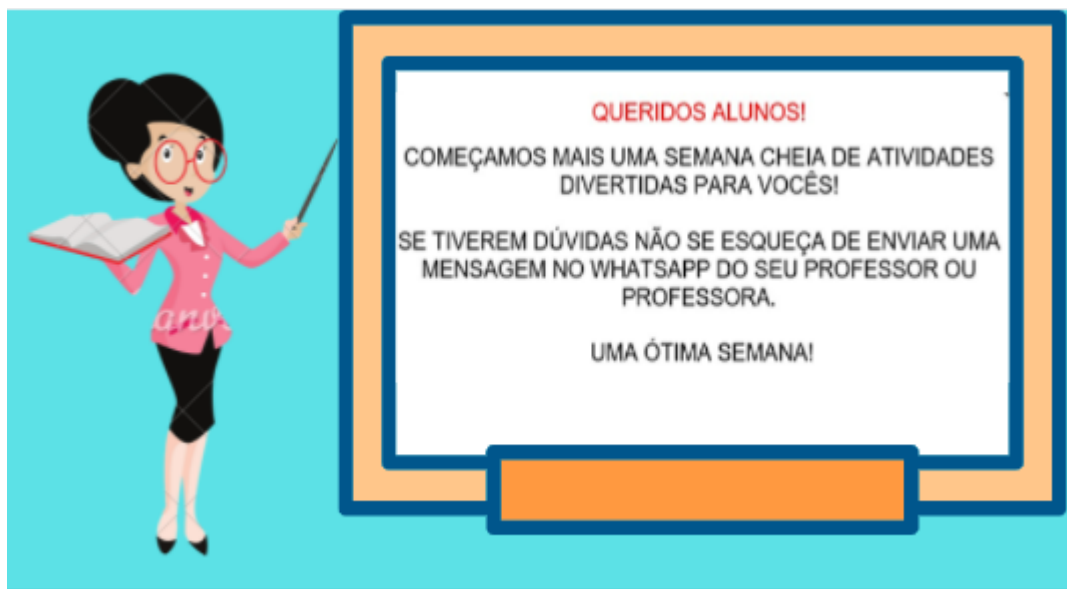 QUERIDOS ALUNOS!
COMEÇAMOS MAIS UMA SEMANA CHEIA DE ATIVIDADES
DIVERTIDAS PARA VOCÊS!
SE TIVEREM DÚVIDAS NÃO SE ESQUEÇA DE ENVIAR UMA
MENSAGEM NO WHATSAPP DO SEU PROFESSOR OU
PROFESSORA.
UMA ÓTIMA SEMANA!